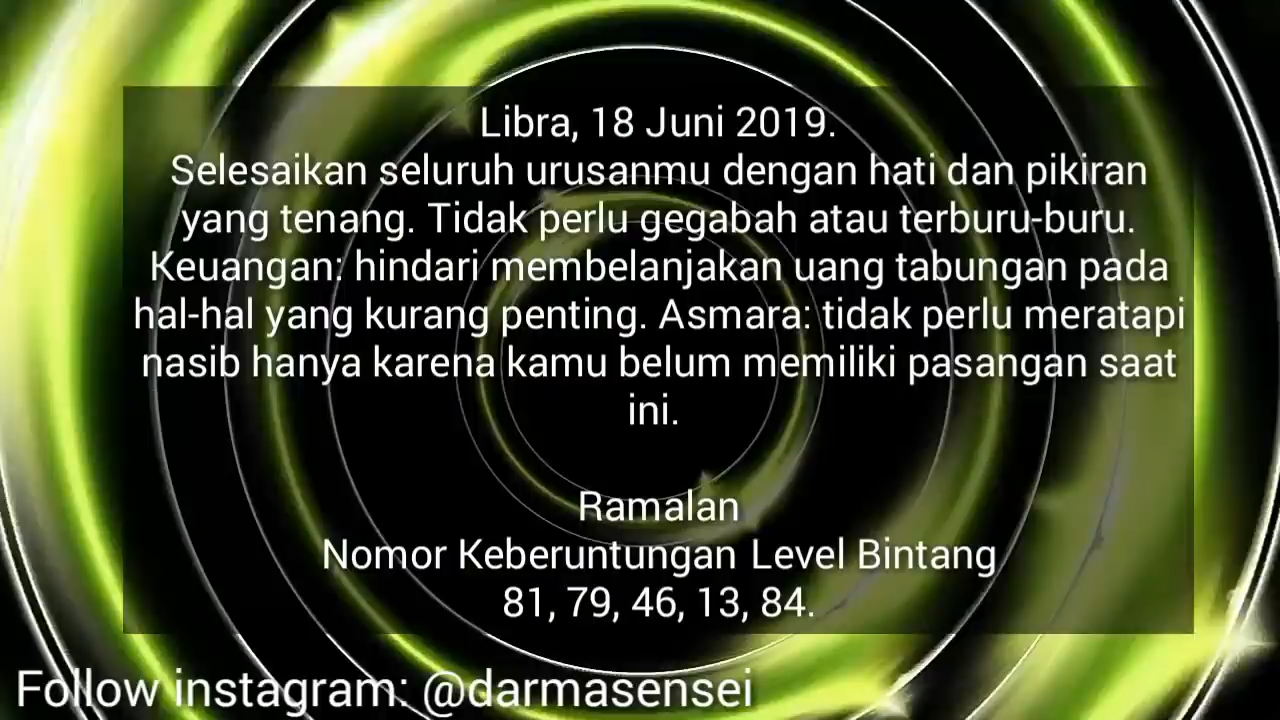 Libra, 18 Juni 2019.
Selesaikan seluruh urusanmu dengan hati dan pikiran
yang tenang. Tidak perlu gegabah atau terburu-buru.
Keuangan: hindari membelanjakan uang tabungan pada
hal-hal yang kurang penting. Asmara: tidak perlu meratapi
nasib hanya karena kamu belum memiliki pasangan saat
ini.
Ramalan
Nomor Keberuntungan Level Bintang
81, 79, 46, 13, 84.
Follow instagram: @darmasensei